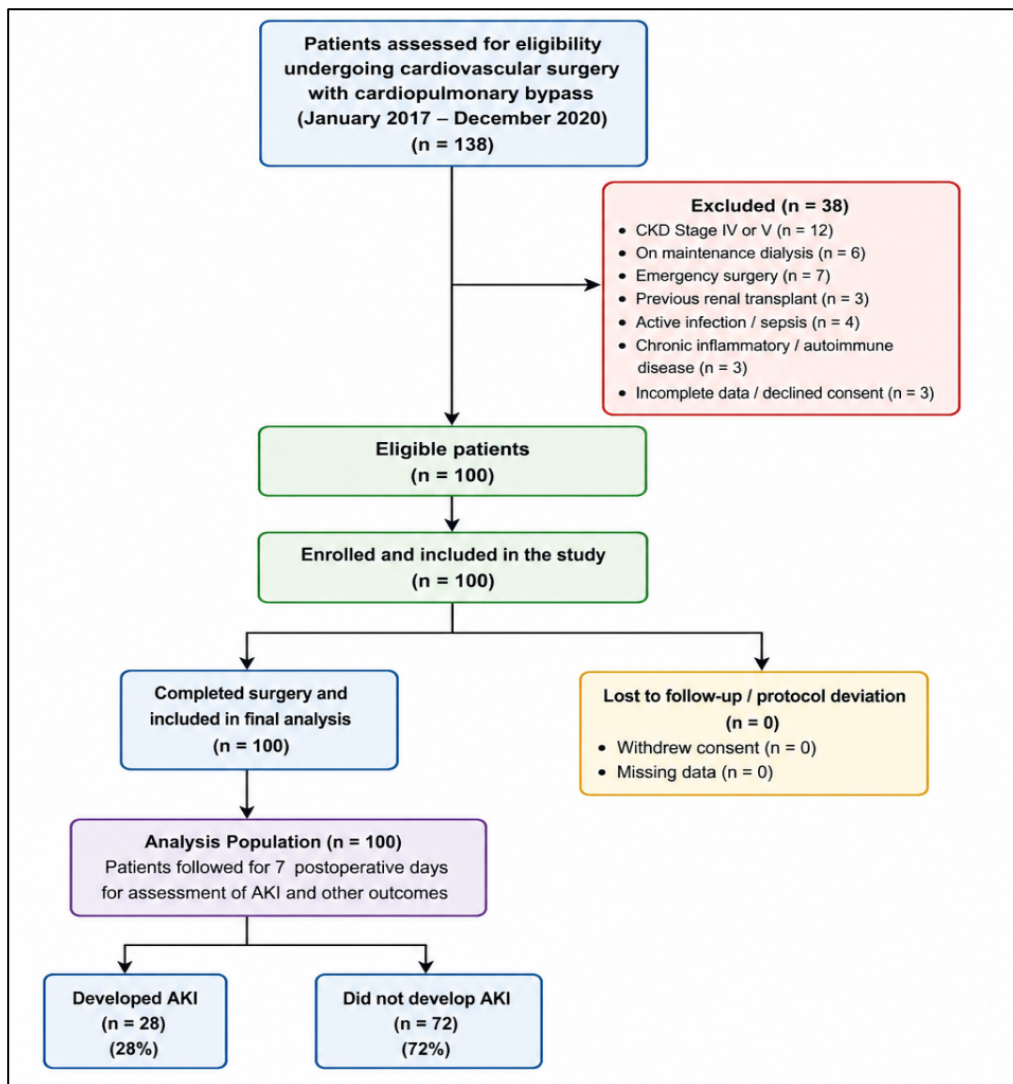 Patients assessed for eligibility
undergoing cardiovascular surgery
with cardiopulmonary bypass
(January 2017 – December 2020)
(n = 138)
Excluded (n = 38)
• CKD Stage IV or V (n = 12)
• On maintenance dialysis (n = 6)
• Emergency surgery (n = 7)
• Previous renal transplant (n = 3)
• Active infection / sepsis (n = 4)
• Chronic inflammatory / autoimmune
disease (n = 3)
• Incomplete data / declined consent (n = 3)
Eligible patients
(n = 100)
Enrolled and included in the study
(n = 100)
Completed surgery and
included in final analysis
(n = 100)
Lost to follow-up / protocol deviation
(n = 0)
• Withdrew consent (n = 0)
• Missing data (n = 0)
Analysis Population (n = 100)
Patients followed for 7 postoperative days
for assessment of AKI and other outcomes
Developed AKI
(n = 28)
(28%)
Did not develop AKI
(n = 72)
(72%)